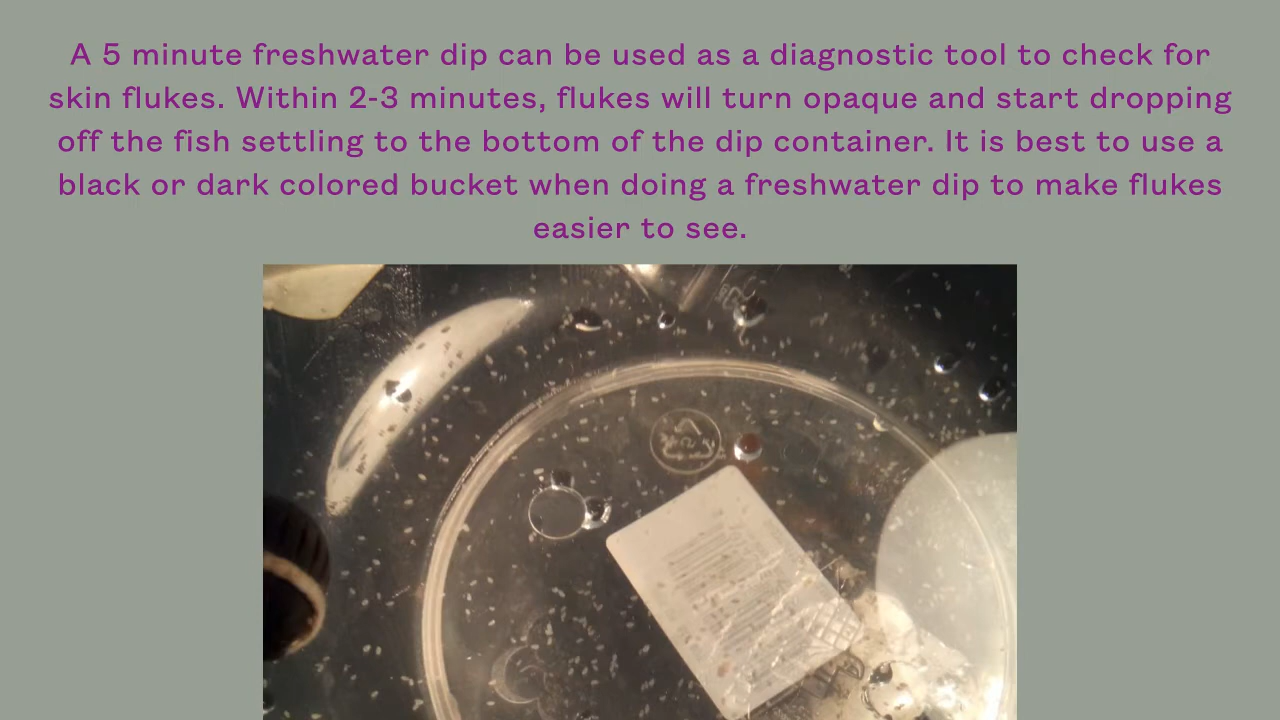 A 5 minute freshwater dip can be used as a diagnostic tool to check for
skin flukes. Within 2-3 minutes, flukes will turn opaque and start dropping
off the fish settling to the bottom of the dip container. It is best to use a
black or dark colored bucket when doing a freshwater dip to make flukes
easier to see.